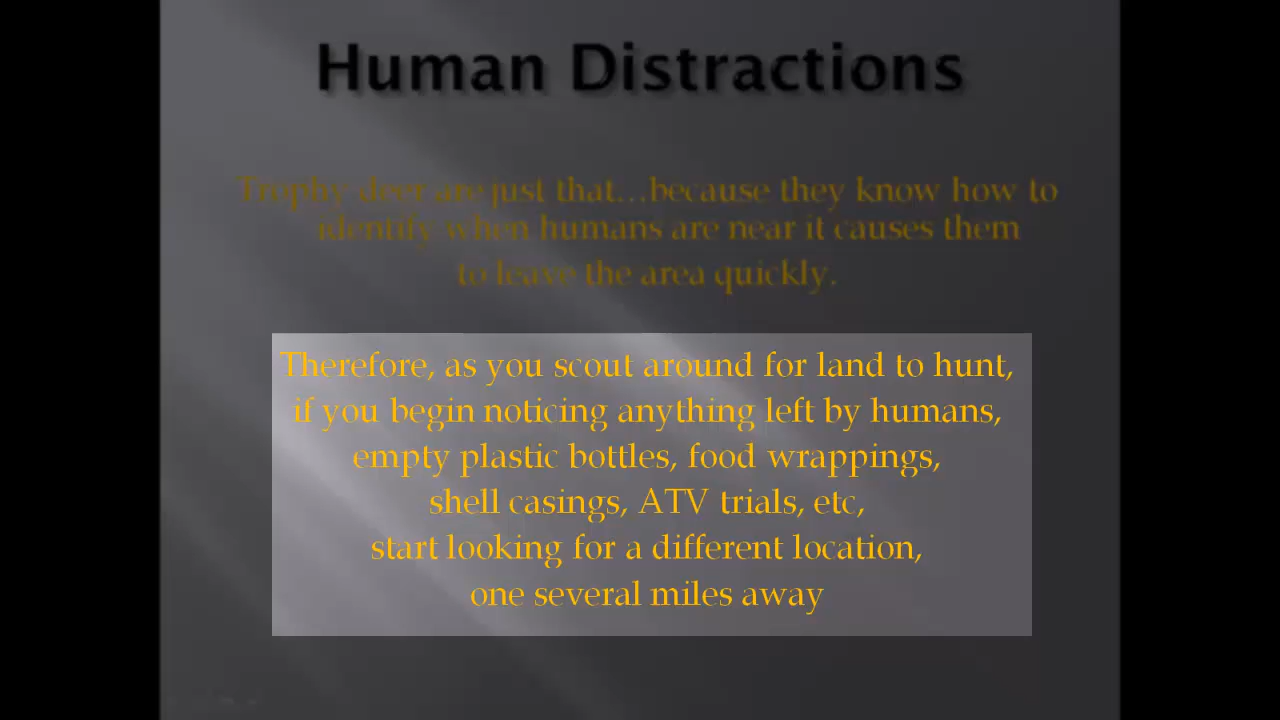 Human Distractions
Trophy deer are just that...because they know how to
identify when humans are near it causes them
to leave the area quickly.
Therefore, as you scout around for land to hunt,
if you begin noticing anything left by humans,
empty plastic bottles, food wrappings,
shell casings, ATV trials, etc,
start looking for a different location,
one several miles away